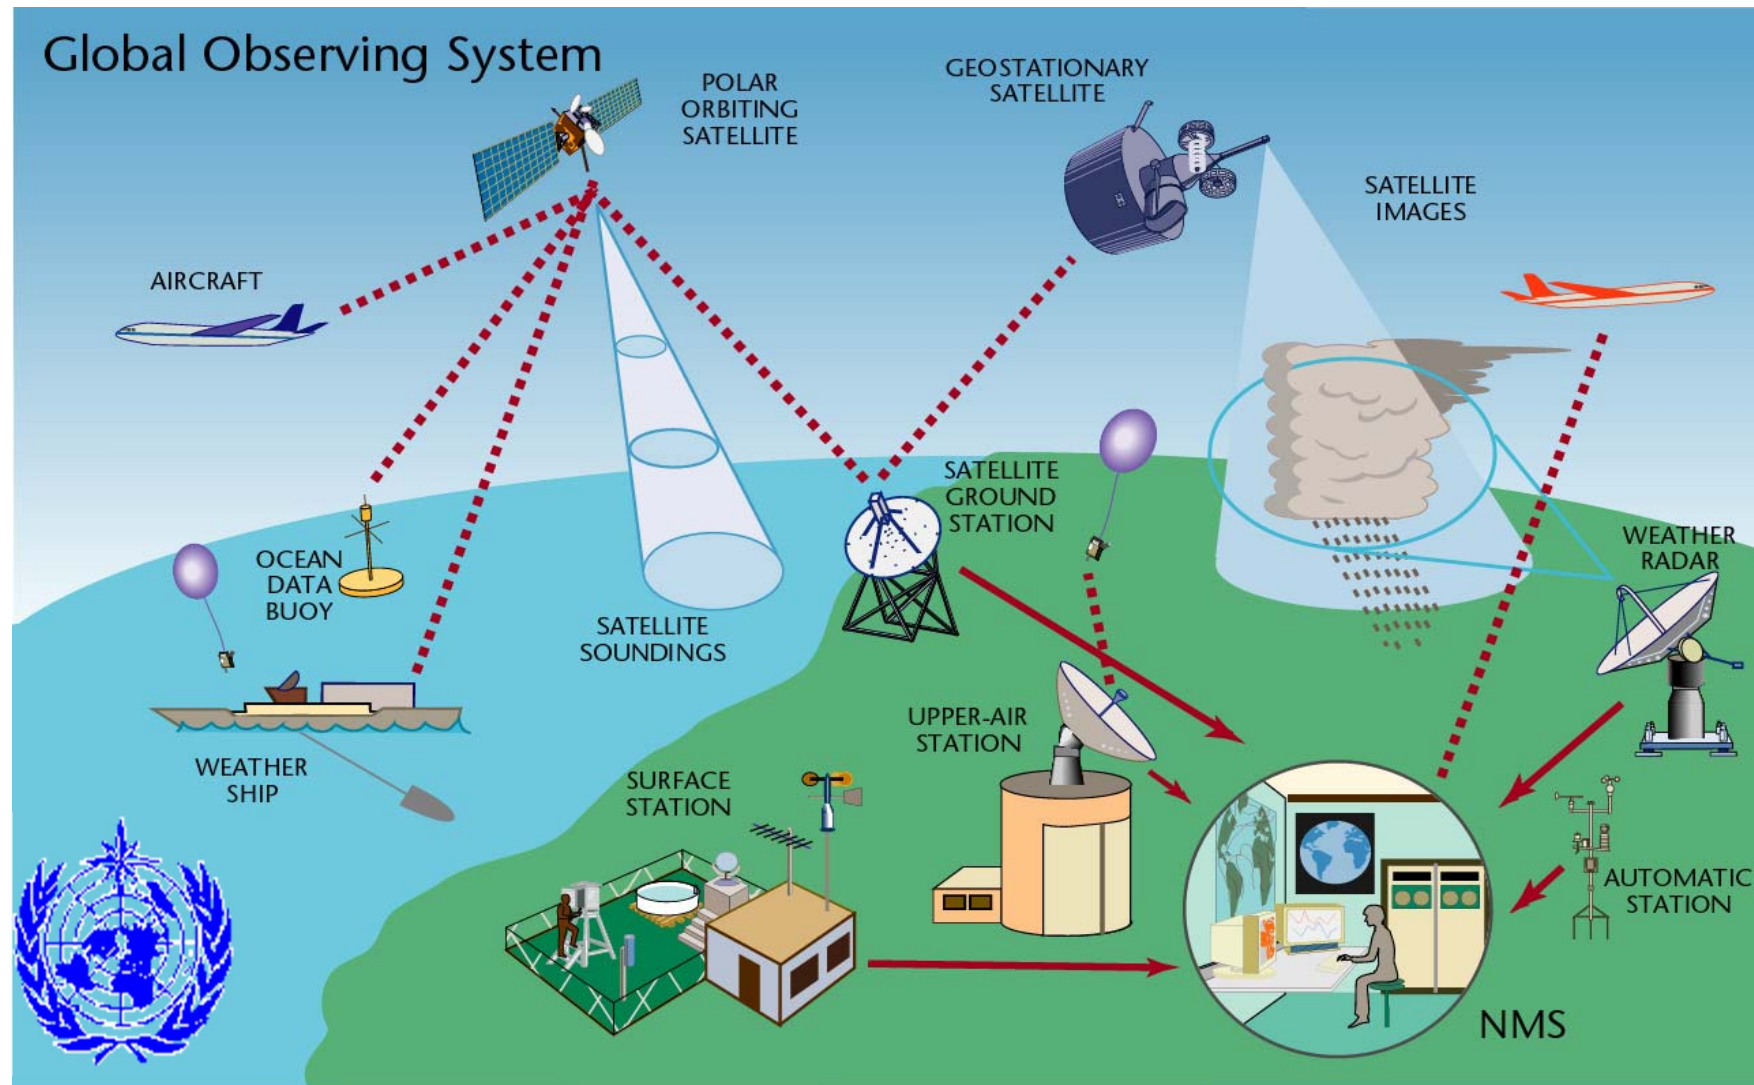 Global Observing System
POLAR
ORBITING
SATELLITE
GEOSTATIONARY
SATELLITE
SATELLITE
IMAGES
AIRCRAFT
SATELLITE
GROUND
STATION
WEATHER
RADAR
OCEAN
DATA
BUOY
SATELLITE
SOUNDINGS
UPPER-AIR
STATION
WEATHER
SHIP
SURFACE
STATION
AUTOMATIC
STATION
NMS